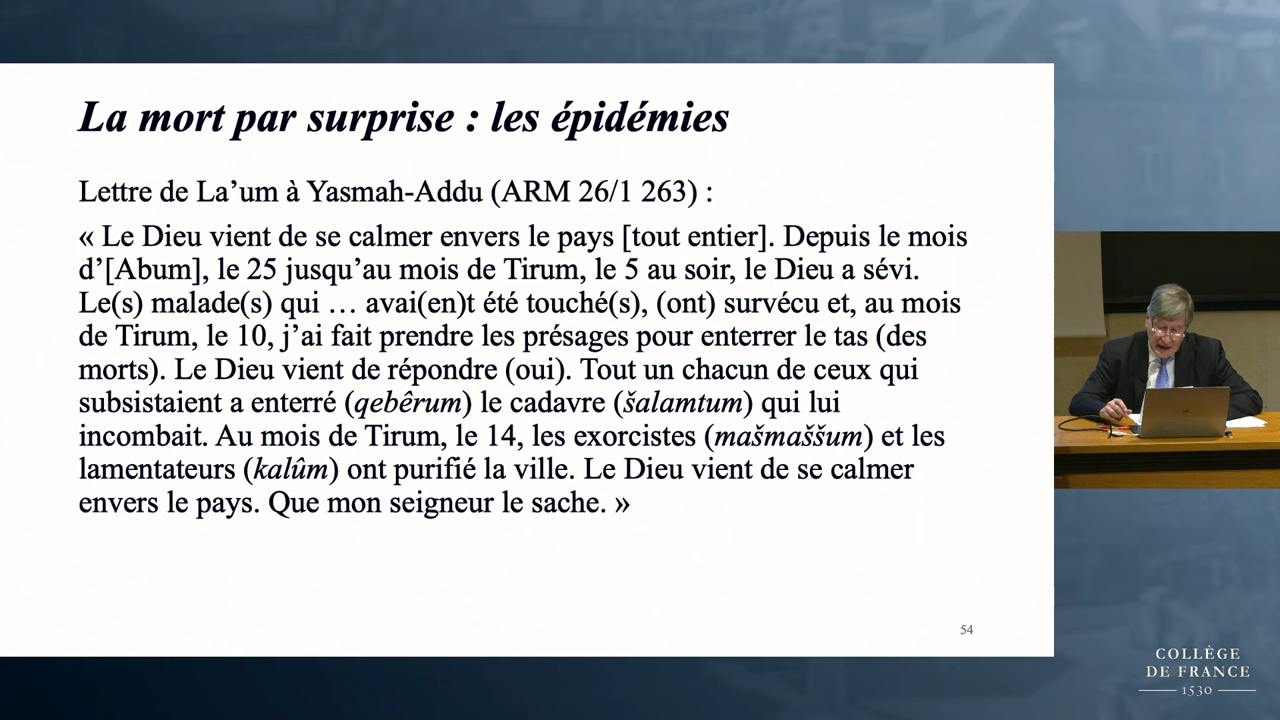 La mort par surprise : les épidémies
Lettre de La’um à Yasmah-Addu (ARM 26/1 263) :
« Le Dieu vient de se calmer envers le pays [tout entier]. Depuis le mois
d’[Abum], le 25 jusqu’au mois de Tirum, le 5 au soir, le Dieu a sévi.
Le(s) malade(s) qui … avai(en)t été touché(s), (ont) survécu et, au mois
de Tirum, le 10, j’ai fait prendre les présages pour enterrer le tas (des
morts). Le Dieu vient de répondre (oui). Tout un chacun de ceux qui
subsistaient a enterré (qebêrum) le cadavre (šalamtum) qui lui
incombait. Au mois de Tirum, le 14, les exorcistes (mašmaššum) et les
lamentateurs (kalûm) ont purifié la ville. Le Dieu vient de se calmer
envers le pays. Que mon seigneur le sache. »
54
COLLÈGE
DE FRANCE
1530